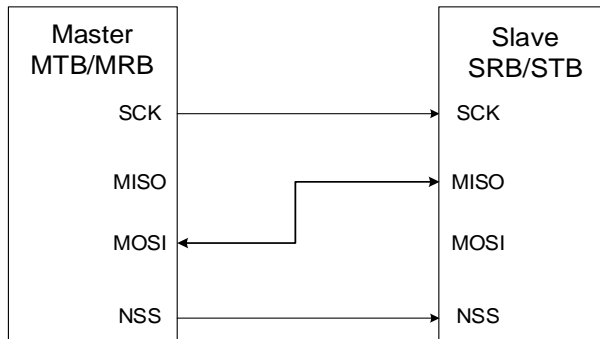 Master
MTB/MRB
Slave
SRB/STB
SCK
SCK
MISO
MISO
MOSI
MOSI
NSS
NSS